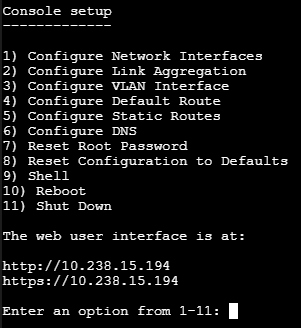 Console setup
-------------
1) Configure Network Interfaces
2) Configure Link Aggregation
3) Configure VLAN Interface
4) Configure Default Route
5) Configure Static Routes
6) Configure DNS
7) Reset Root Password
8) Reset Configuration to Defaults
9) Shell
10) Reboot
11) Shut Down
The web user interface is at:
http://10.238.15.194
https://10.238.15.194
Enter an option from 1-11: